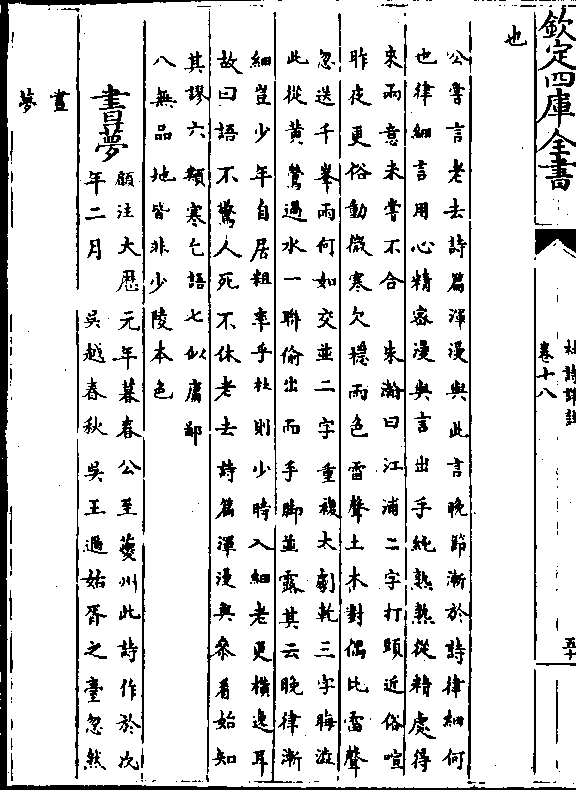 欽定四庫全書
杜詩詳註
卷十八
五十
也
公嘗言老去詩篇渾漫與此言晚節漸於詩律細何
也律細言用心精密漫與言出手純熟熟從精處得
來兩意未嘗不合 朱瀚曰江浦二字打頭近俗喧
昨夜更俗動微寒欠穩雨色雷聲土木對偶比雷聲
忽送千峯雨何如交並二字重複太劇乾三字晦澁
此從黄鶯過水一聯偷出而手脚並露其云晚律漸
細豈少年自居粗率乎杜則少時入細老更横逸耳
故曰語不驚人死不休老去詩篇渾漫與參看始知
其謬六類寒乞語七似庸鄙
八無品地皆非少陵本色
晝夢
顧注大厯元年暮春公至夔州此詩作於次
年二月 吳越春秋吳王過姑胥之臺忽然
晝
夢